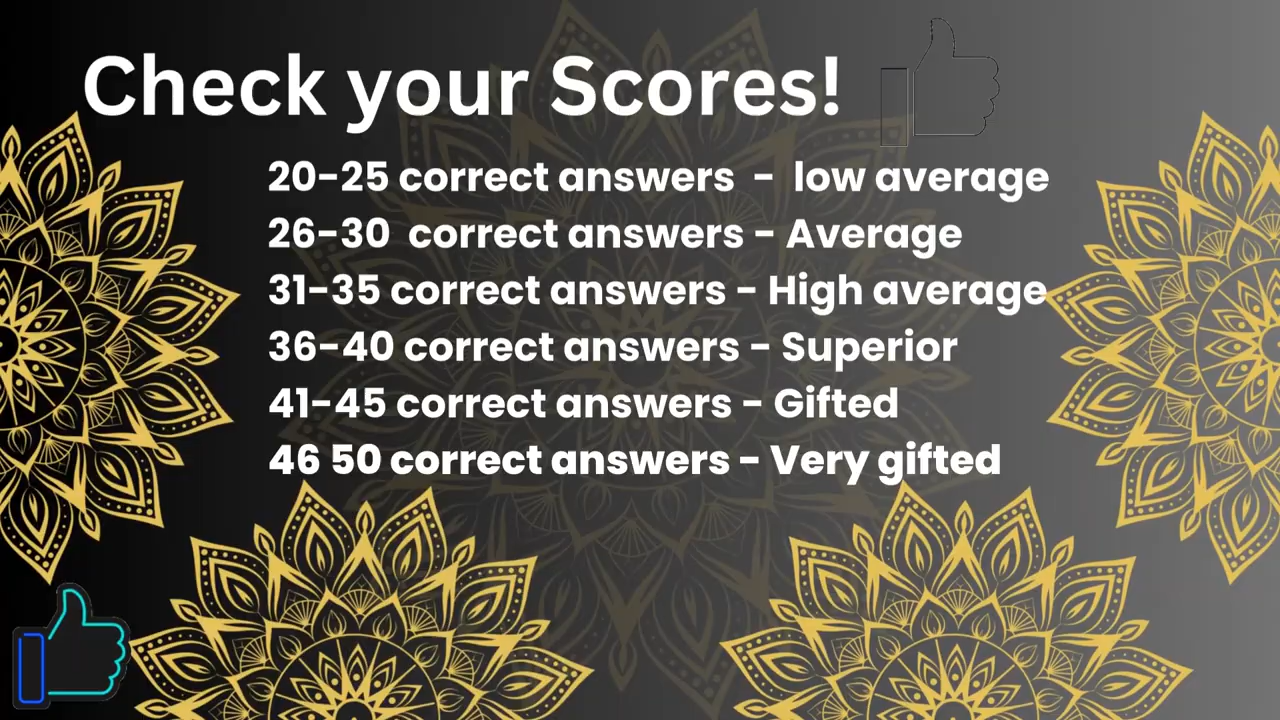 Check your Scores!
20-25 correct answers - low average
26-30 correct answers - Average
31-35 correct answers - High average
36-40 correct answers - Superior
41-45 correct answers - Gifted
46 50 correct answers - Very gifted